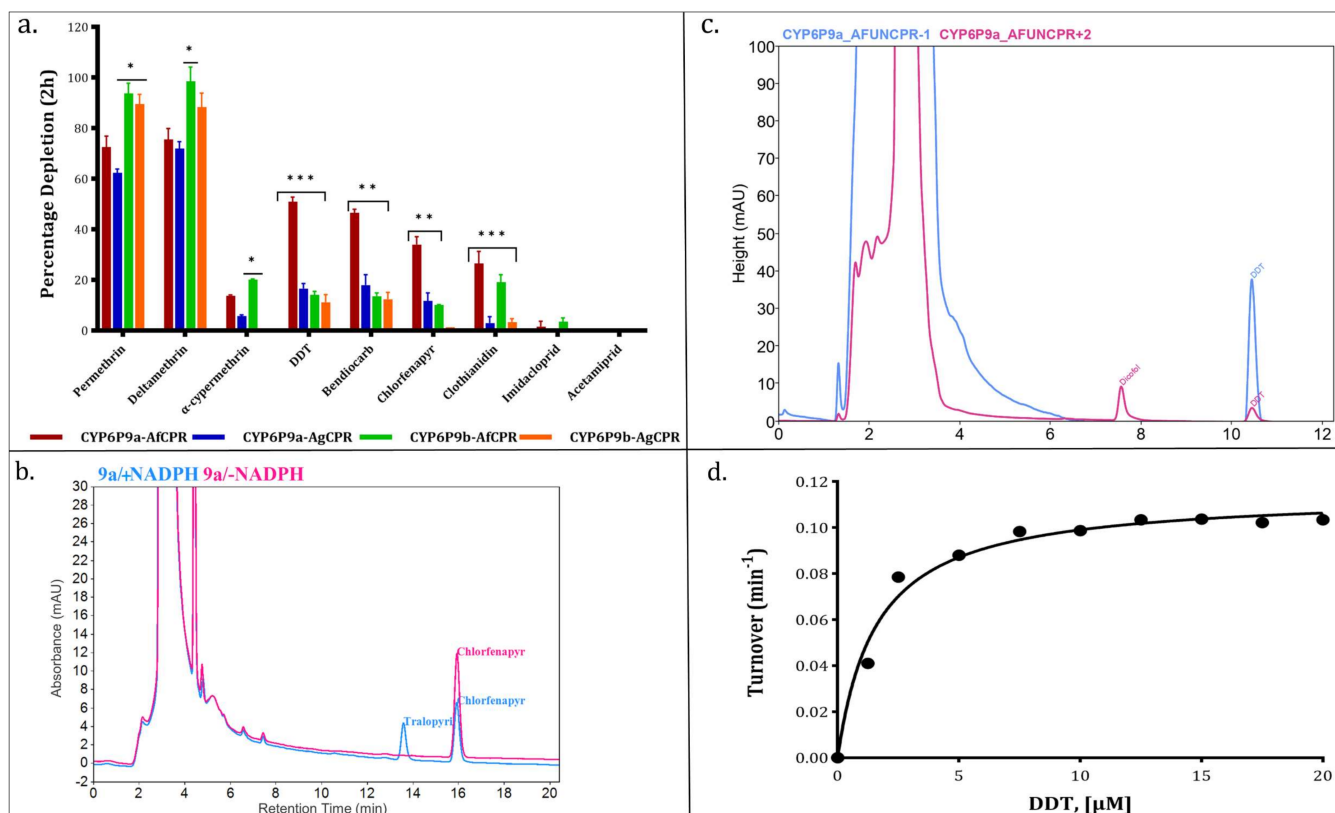 a.
Percentage Depletion (2h)
120
100
80
60
40
20
0
*
*
*
***
**
**
***
Permethrin
Deltamethrin
α-cypermethrin
DDT
Bendiocarb
Chlorfenapyr
Clothianidin
Imidacloprid
Acetamiprid
CYP6P9a-AfCPR CYP6P9a-AgCPR CYP6P9b-AfCPR CYP6P9b-AgCPR
b.
9a/+NADPH 9a/-NADPH
Absorbance (mAU)
30
28
26
24
22
20
18
16
14
12
10
8
6
4
2
0
-2
Chlorfenapyr
Chlorfenapyr
Tralopyri
0 2 4 6 8 10 12 14 16 18 20
Retention Time (min)
c.
CYP6P9a_AFUNCPR-1 CYP6P9a_AFUNCPR+2
Height (mAU)
100
90
80
70
60
50
40
30
20
10
0
DDT
Dicofol
DDT
0 2 4 6 8 10 12
d.
Turnover (min-1)
0.12
0.10
0.08
0.06
0.04
0.02
0.00
0 5 10 15 20
DDT, [μM]